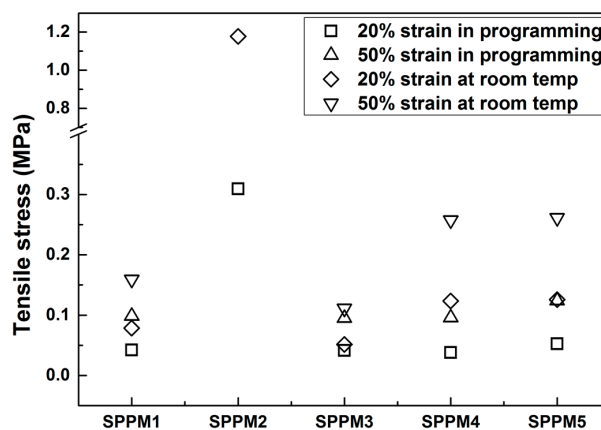 1.2
1.0
0.8
0.3
0.2
0.1
0.0
Tensile stress (MPa)
20% strain in programming
50% strain in programming
20% strain at room temp
50% strain at room temp
SPPM1 SPPM2 SPPM3 SPPM4 SPPM5